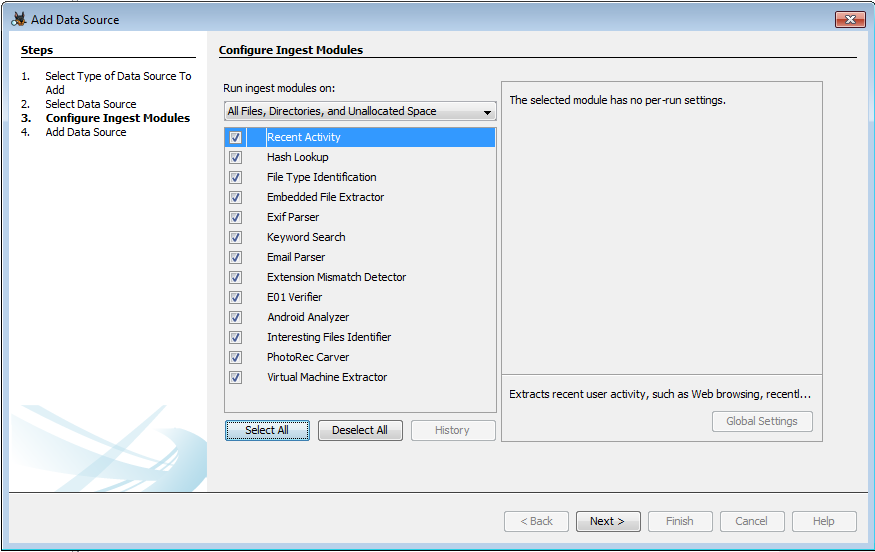 Add Data Source
Steps
1. Select Type of Data Source To
Add
2. Select Data Source
3. Configure Ingest Modules
4. Add Data Source
Configure Ingest Modules
Run ingest modules on:
All Files, Directories, and Unallocated Space
Recent Activity
Hash Lookup
File Type Identification
Embedded File Extractor
Exif Parser
Keyword Search
Email Parser
Extension Mismatch Detector
E01 Verifier
Android Analyzer
Interesting Files Identifier
PhotoRec Carver
Virtual Machine Extractor
Select All
Deselect All
History
The selected module has no per-run settings.
Extracts recent user activity, such as Web browsing, recentl...
Global Settings
< Back
Next >
Finish
Cancel
Help